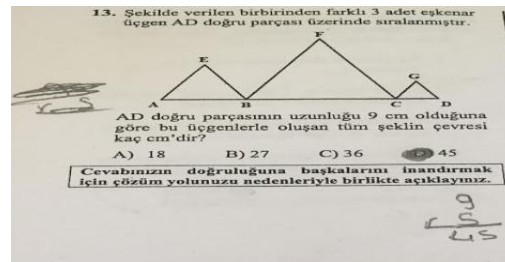 13. Şekilde verilen birbirinden farklı 3 adet eşkenar
üçgen AD doğru parçası üzerinde sıralanmıştır.
F
E
G
A B C D
AD doğru parçasının uzunluğu 9 cm olduğuna
göre bu üçgenlerle oluşan tüm şeklin çevresi
kaç cm'dir?
A) 18 B) 27 C) 36 45
Cevabınızın doğruluğuna başkalarını inandırmak
için çözüm yolunuzu nedenleriyle birlikte açıklayınız.
9
5
45